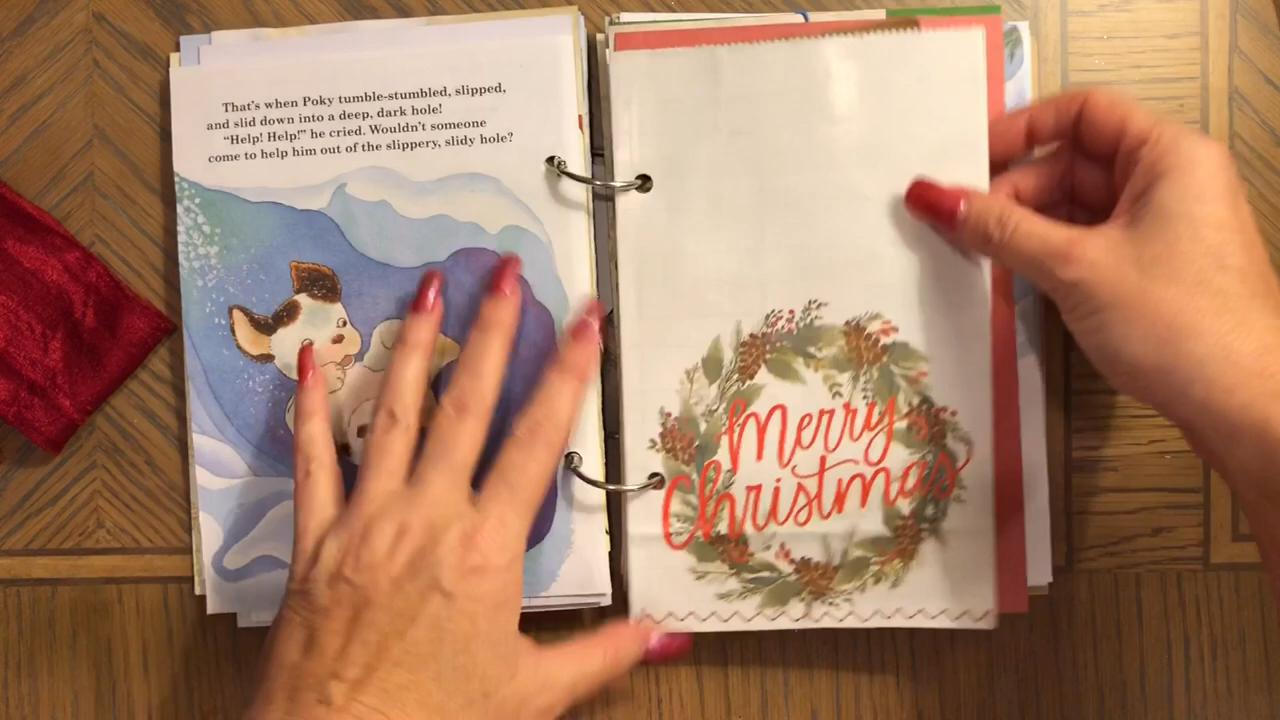 That's when Poky tumble-stumbled, slipped,
and slid down into a deep, dark hole!
"Help! Help!" he cried. Wouldn't someone
come to help him out of the slippery, slidy hole?
Merry
Christmas